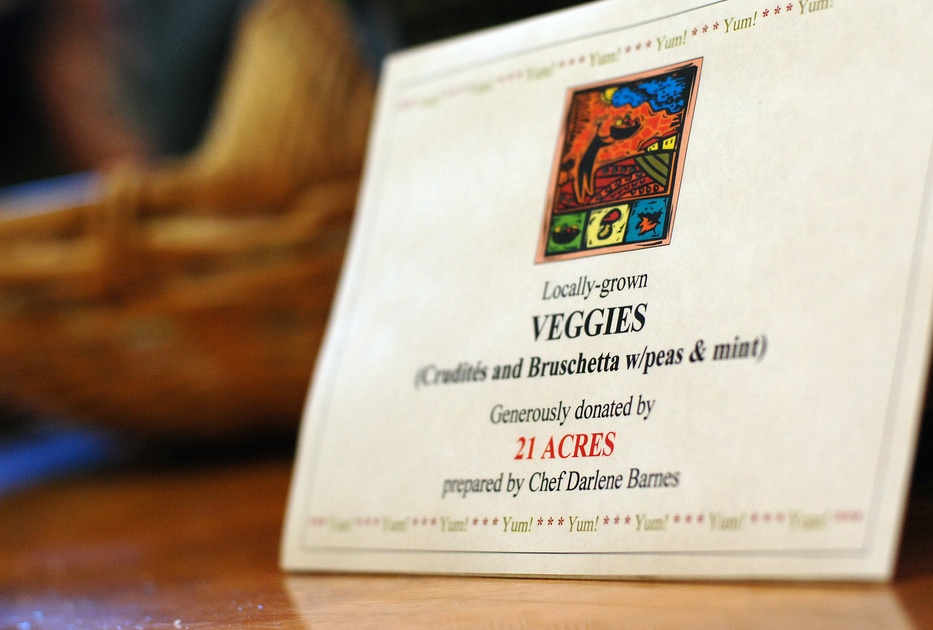 Yum! *** Yum! *** Yum! *** Yum! *** Yum!
Locally-grown
VEGGIES
(Crudités and Bruschetta w/peas & mint)
Generously donated by
21 ACRES
prepared by Chef Darlene Barnes
*** Yum! *** Yum! *** Yum! *** Yum! *** Yum! *** Yum! *** Yum! ***